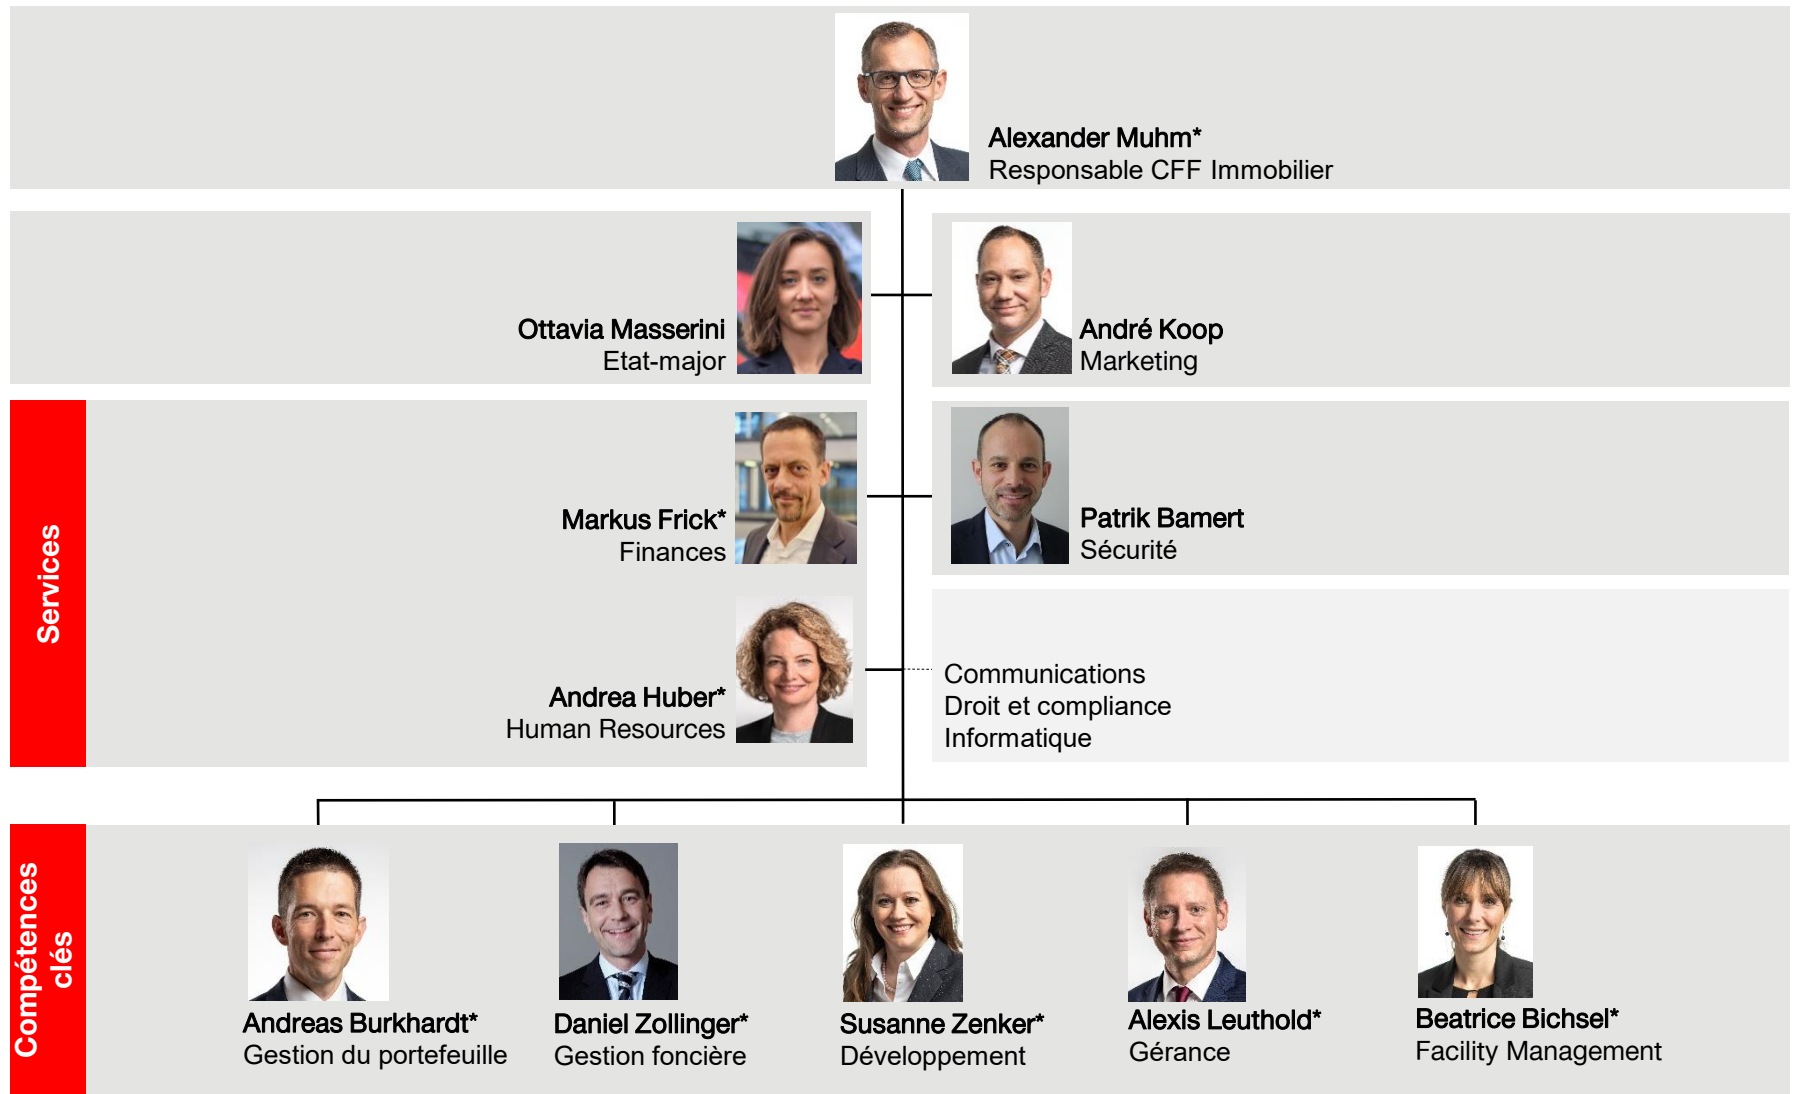 Alexander Muhm*
Responsable CFF Immobilier
Ottavia Masserini
Etat-major
André Koop
Marketing
Services
Markus Frick*
Finances
Patrik Bamert
Sécurité
Andrea Huber*
Human Resources
Communications
Droit et compliance
Informatique
Compétences
clés
Andreas Burkhardt*
Gestion du portefeuille
Daniel Zollinger*
Gestion foncière
Susanne Zenker*
Développement
Alexis Leuthold*
Gérance
Beatrice Bichsel*
Facility Management